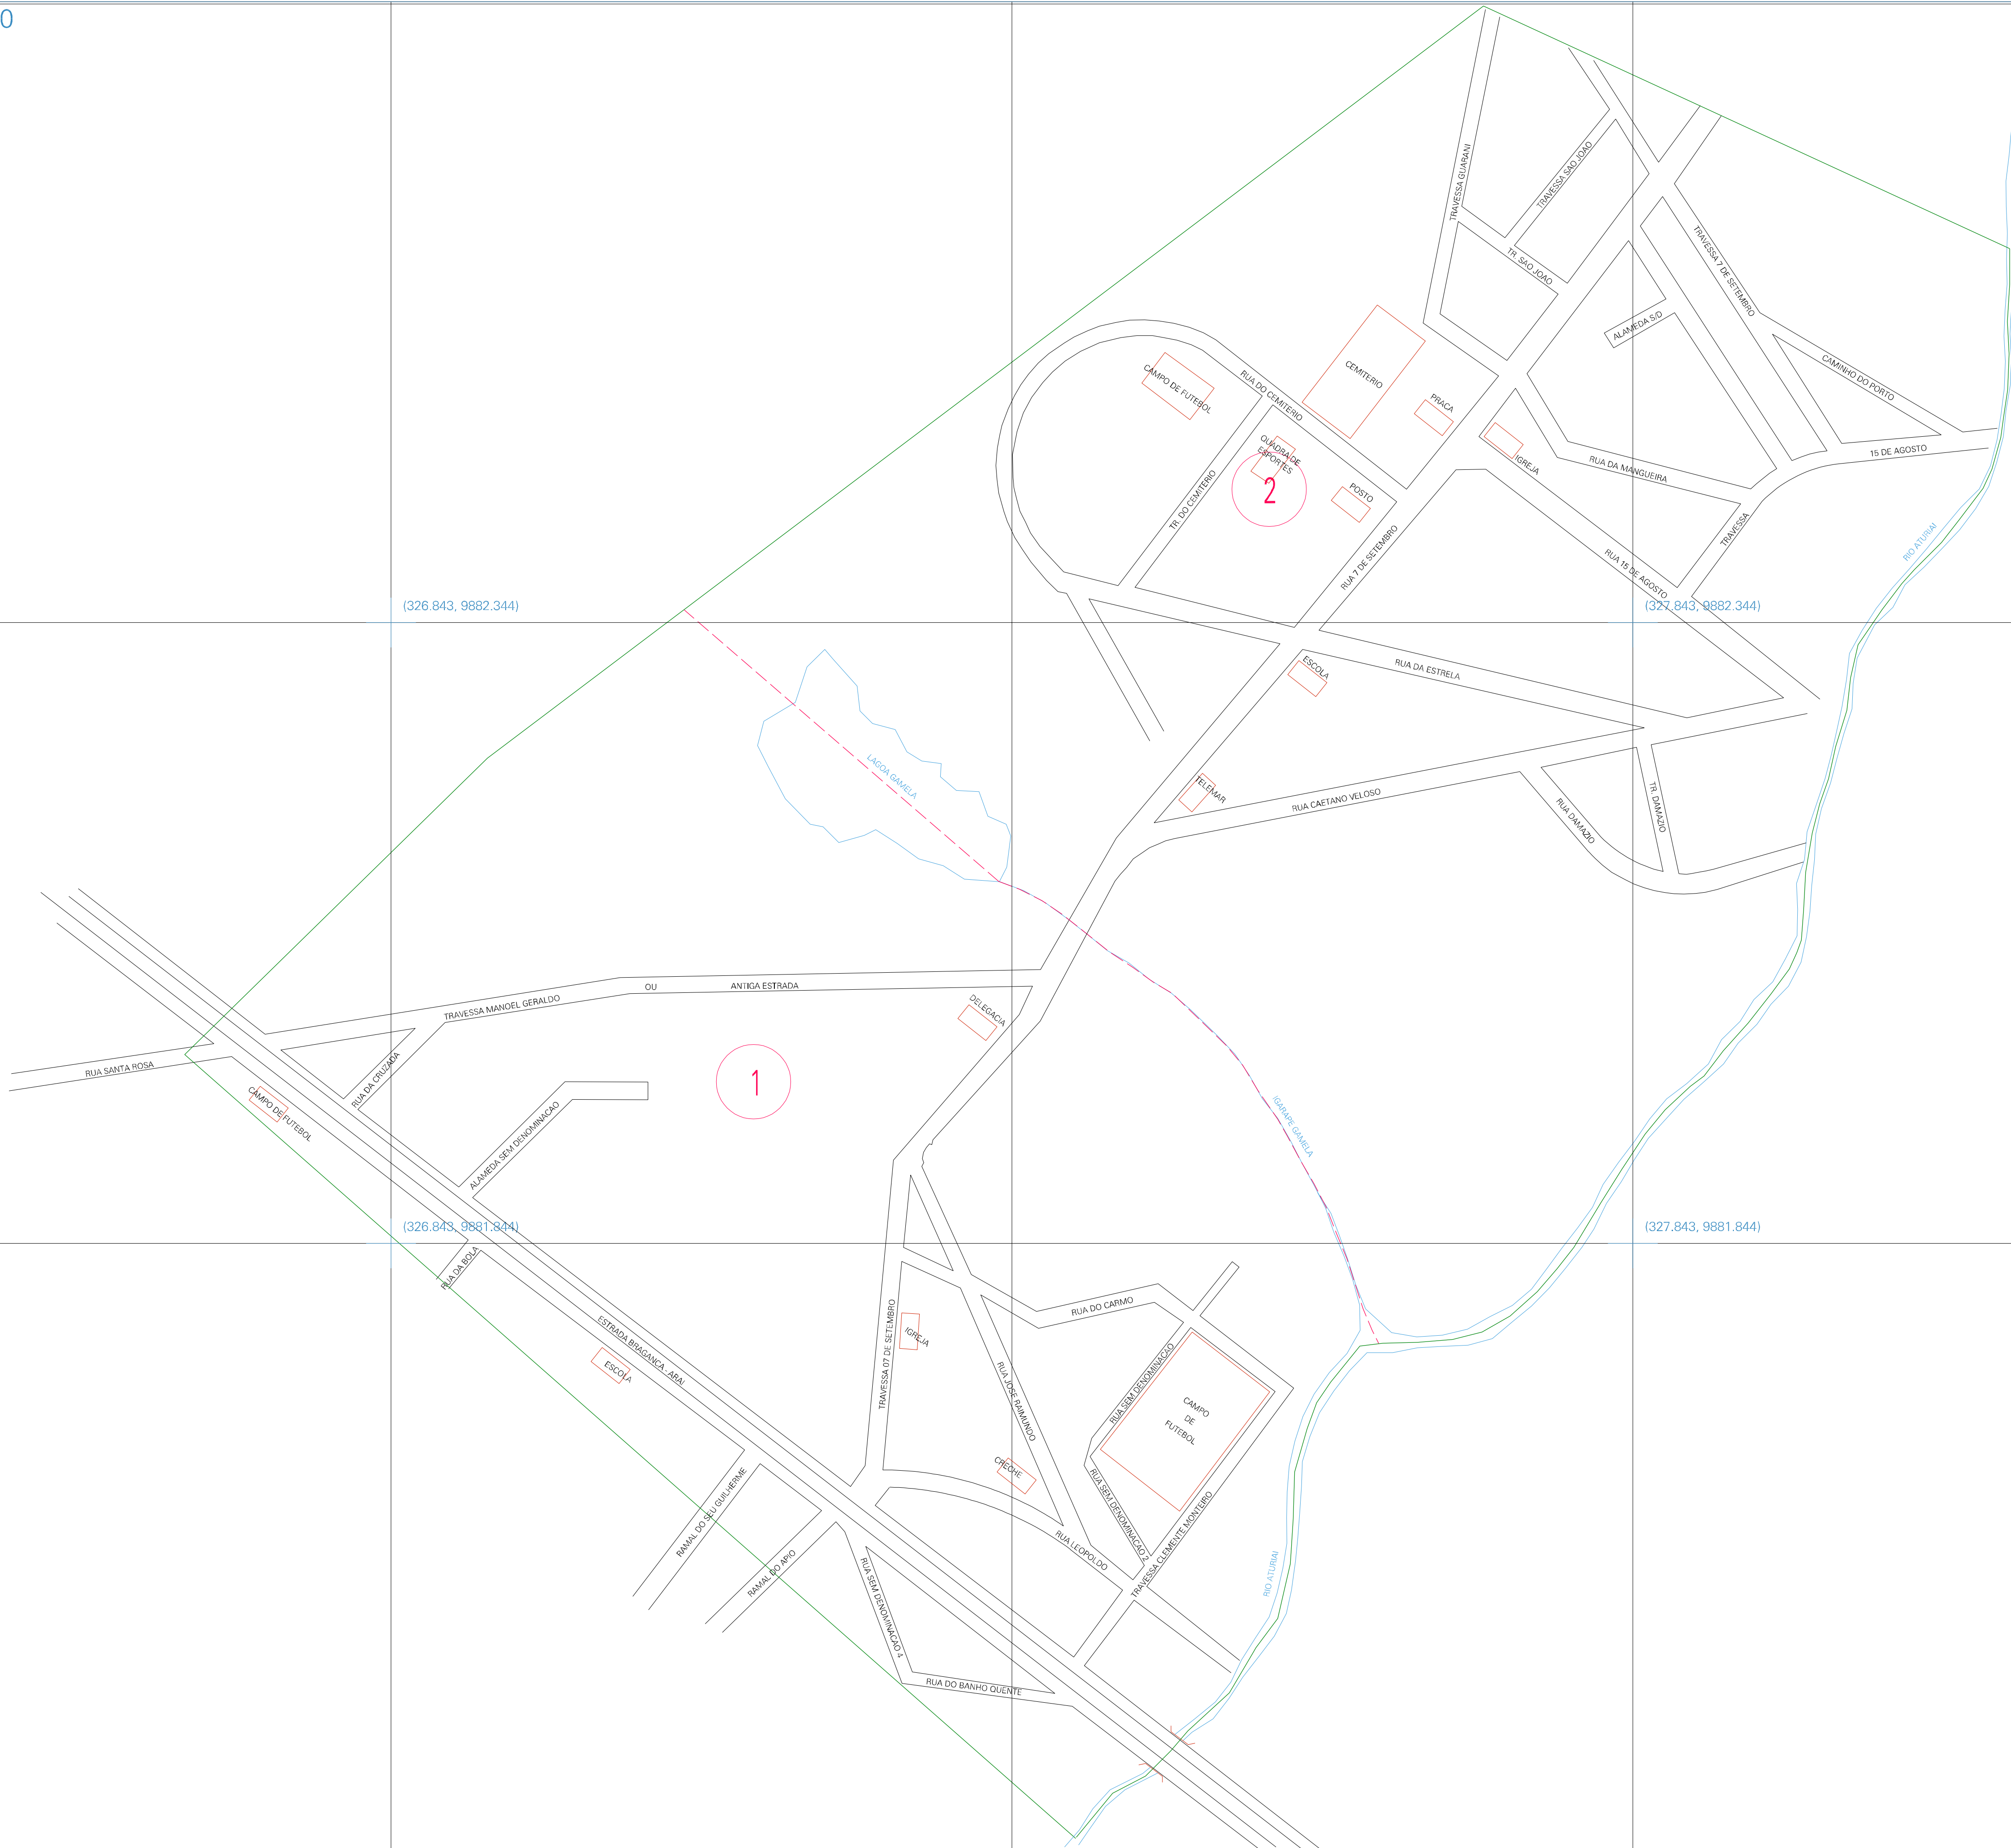 0
TRAVESSA GUARANI
TRAVESSA SAO JOAO
TR. SAO JOAO
TRAVESSA 7 DE SETEMBRO
ALAMEDA S/D
CAMINHO DO PORTO
CAMPO DE FUTEBOL
RUA DO CEMITERIO
CEMITERIO
PRACA
QUADRA DE
ESPORTES
2
POSTO
IGREJA
RUA DA MANGUEIRA
15 DE AGOSTO
TR. DO CEMITERIO
RUA 7 DE SETEMBRO
TRAVESSA
RUA 15 DE AGOSTO
RIO ATURIAI
(326.843, 9882.344)
(327.843, 9882.344)
ESCOLA
RUA DA ESTRELA
LAGOA GAMELA
TELEMAR
RUA CAETANO VELOSO
RUA DAMAZIO
TR. DAMAZIO
TRAVESSA MANOEL GERALDO
OU
ANTIGA ESTRADA
DELEGACIA
RUA SANTA ROSA
RUA DA CRUZADA
CAMPO DE FUTEBOL
1
ALAMEDA SEM DENOMINACAO
IGARAPE GAMELA
(326.843, 9881.844)
(327.843, 9881.844)
RUA DA BOLA
ESTRADA BRAGANCA - ARAI
ESCOLA
TRAVESSA 07 DE SETEMBRO
IGREJA
RUA DO CARMO
RUA JOSE RAIMUNDO
RUA SEM DENOMINACAO
CAMPO
DE
FUTEBOL
CRECHE
RUA SEM DENOMINACAO 2
TRAVESSA CLEMENTE MONTEIRO
RUA LEOPOLDO
RAMAL DO SEU GUILHERME
RAMAL DO APIO
RUA SEM DENOMINACAO 4
RUA DO BANHO QUENTE
RIO ATURIAI